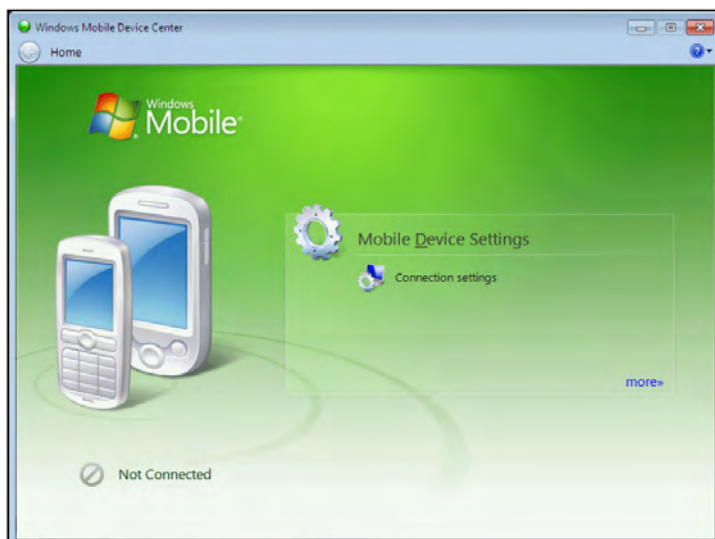 Windows Mobile Device Center
Home
Windows
Mobile
Mobile Device Settings
Connection settings
more»
Not Connected